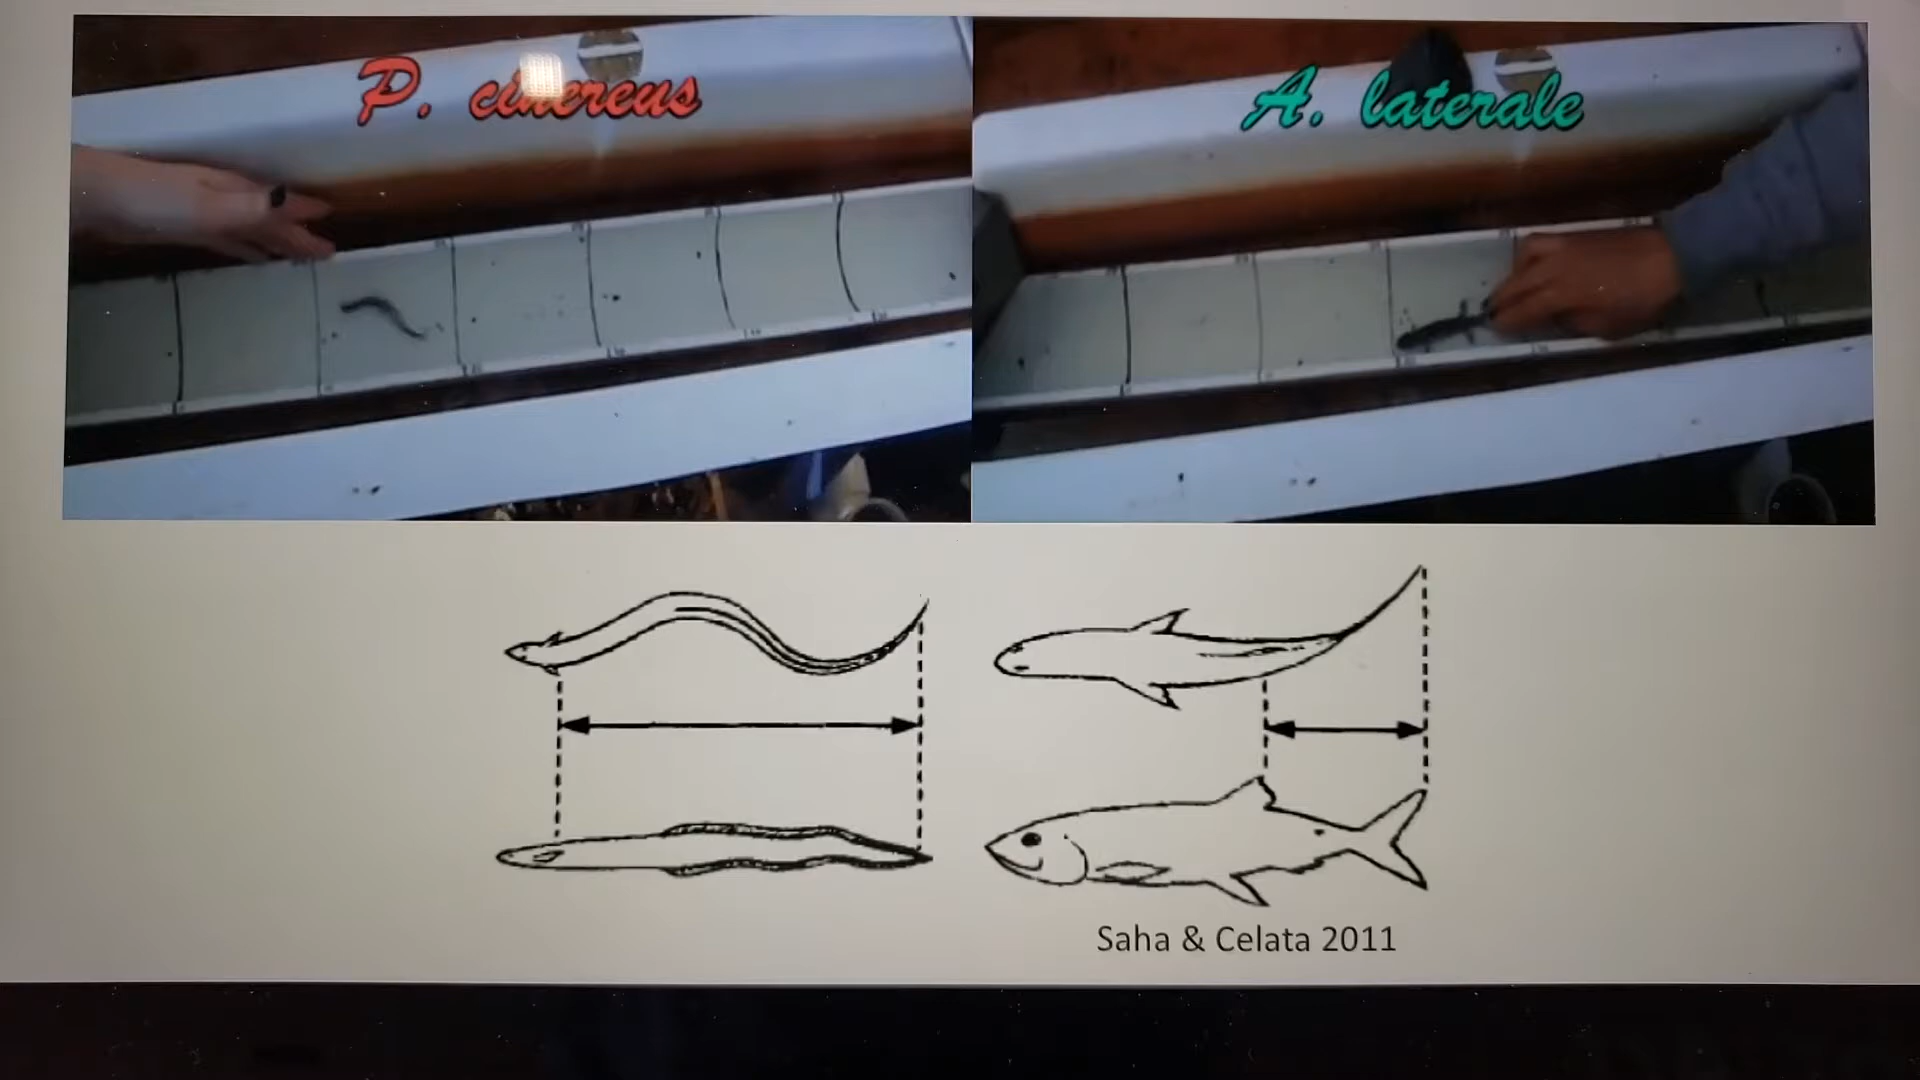 P. cinereus
A. laterale
Saha & Celata 2011